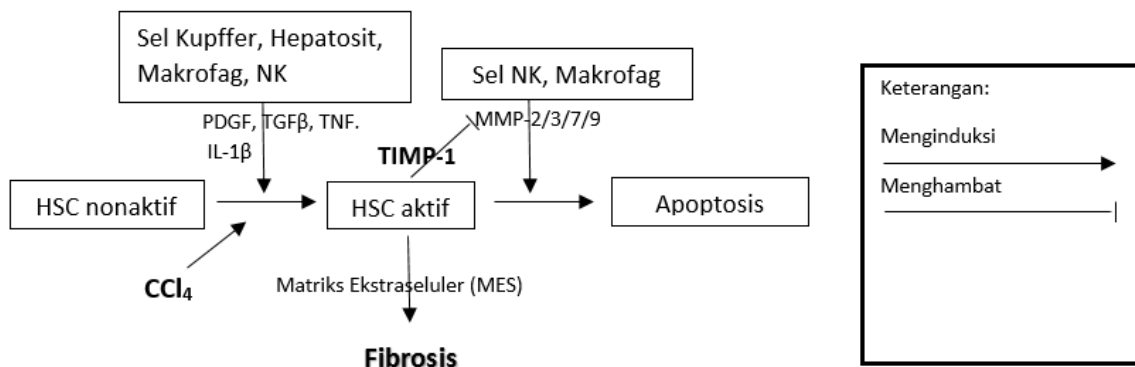 Sel Kupffer, Hepatosit,
Makrofag, NK
Sel NK, Makrofag
Keterangan:
PDGF, TGFβ, TNF.
IL-1β
MMP-2/3/7/9
TIMP-1
Menginduksi
Menghambat
HSC nonaktif
HSC aktif
Apoptosis
CCl₄
Matriks Ekstraseluler (MES)
Fibrosis